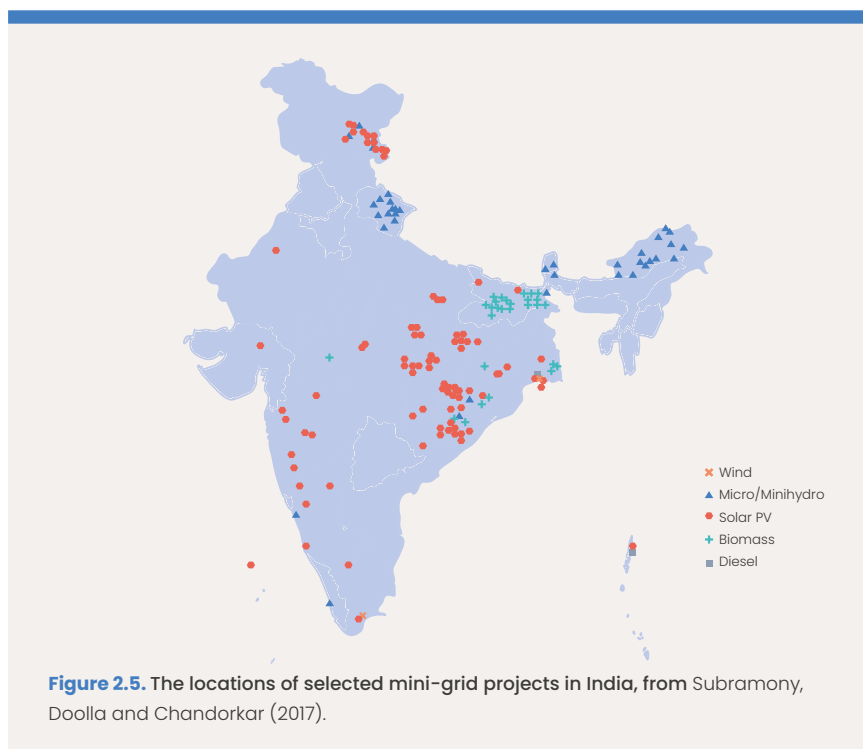 Wind
Micro/Minihydro
Solar PV
Biomass
Diesel
Figure 2.5. The locations of selected mini-grid projects in India, from Subramony,
Doolla and Chandorkar (2017).